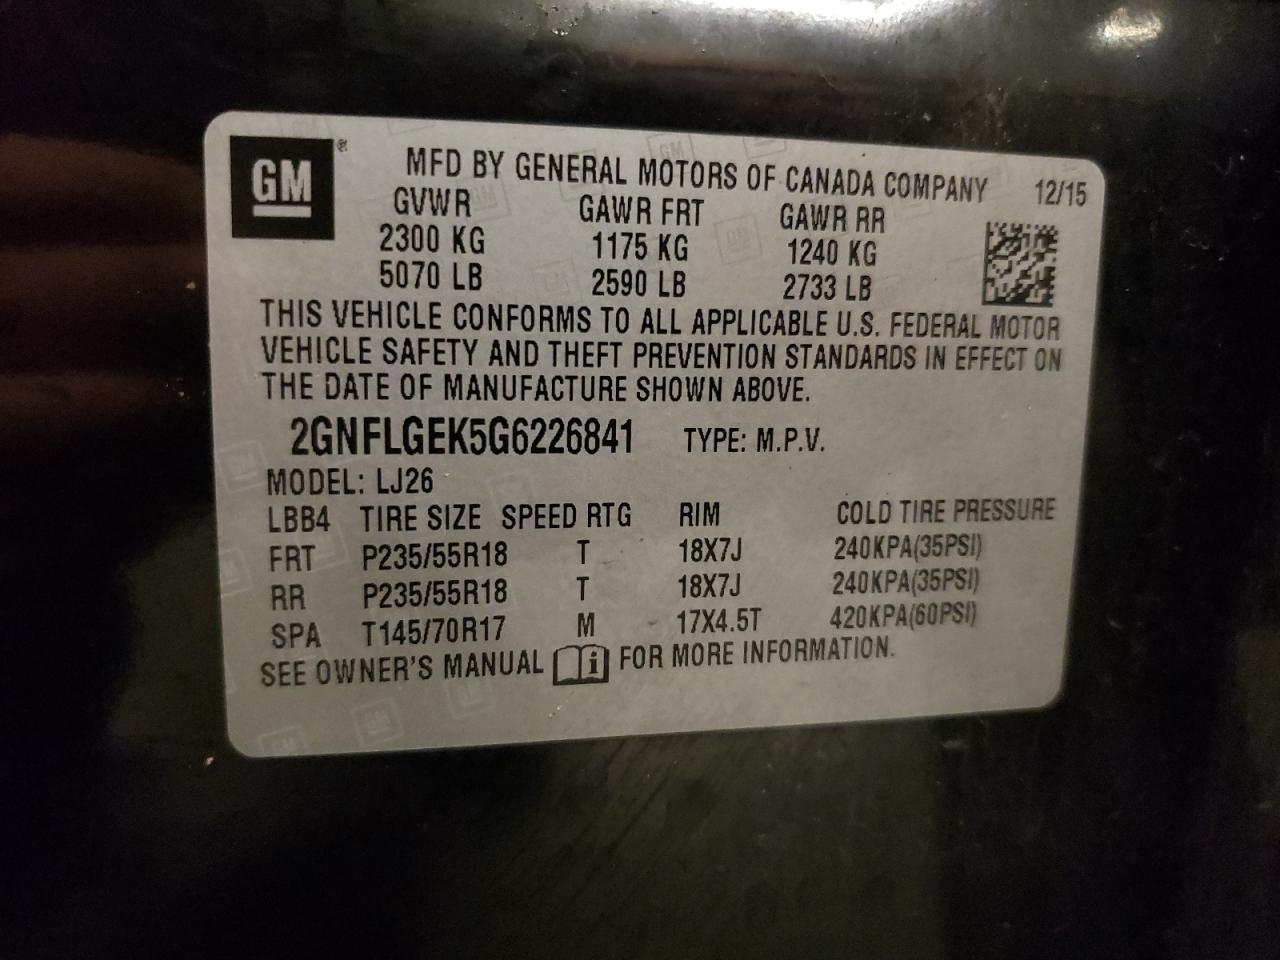 GM ® MFD BY GENERAL MOTORS OF CANADA COMPANY 12/15
GVWR GAWR FRT GAWR RR
2300 KG 1175 KG 1240 KG
5070 LB 2590 LB 2733 LB
THIS VEHICLE CONFORMS TO ALL APPLICABLE U.S. FEDERAL MOTOR
VEHICLE SAFETY AND THEFT PREVENTION STANDARDS IN EFFECT ON
THE DATE OF MANUFACTURE SHOWN ABOVE.
2GNFLGEK5G6226841 TYPE: M.P.V.
MODEL: LJ26
LBB4 TIRE SIZE SPEED RTG RIM COLD TIRE PRESSURE
FRT P235/55R18 T 18X7J 240KPA(35PSI)
RR P235/55R18 T 18X7J 240KPA(35PSI)
SPA T145/70R17 M 17X4.5T 420KPA(60PSI)
SEE OWNER'S MANUAL i FOR MORE INFORMATION.